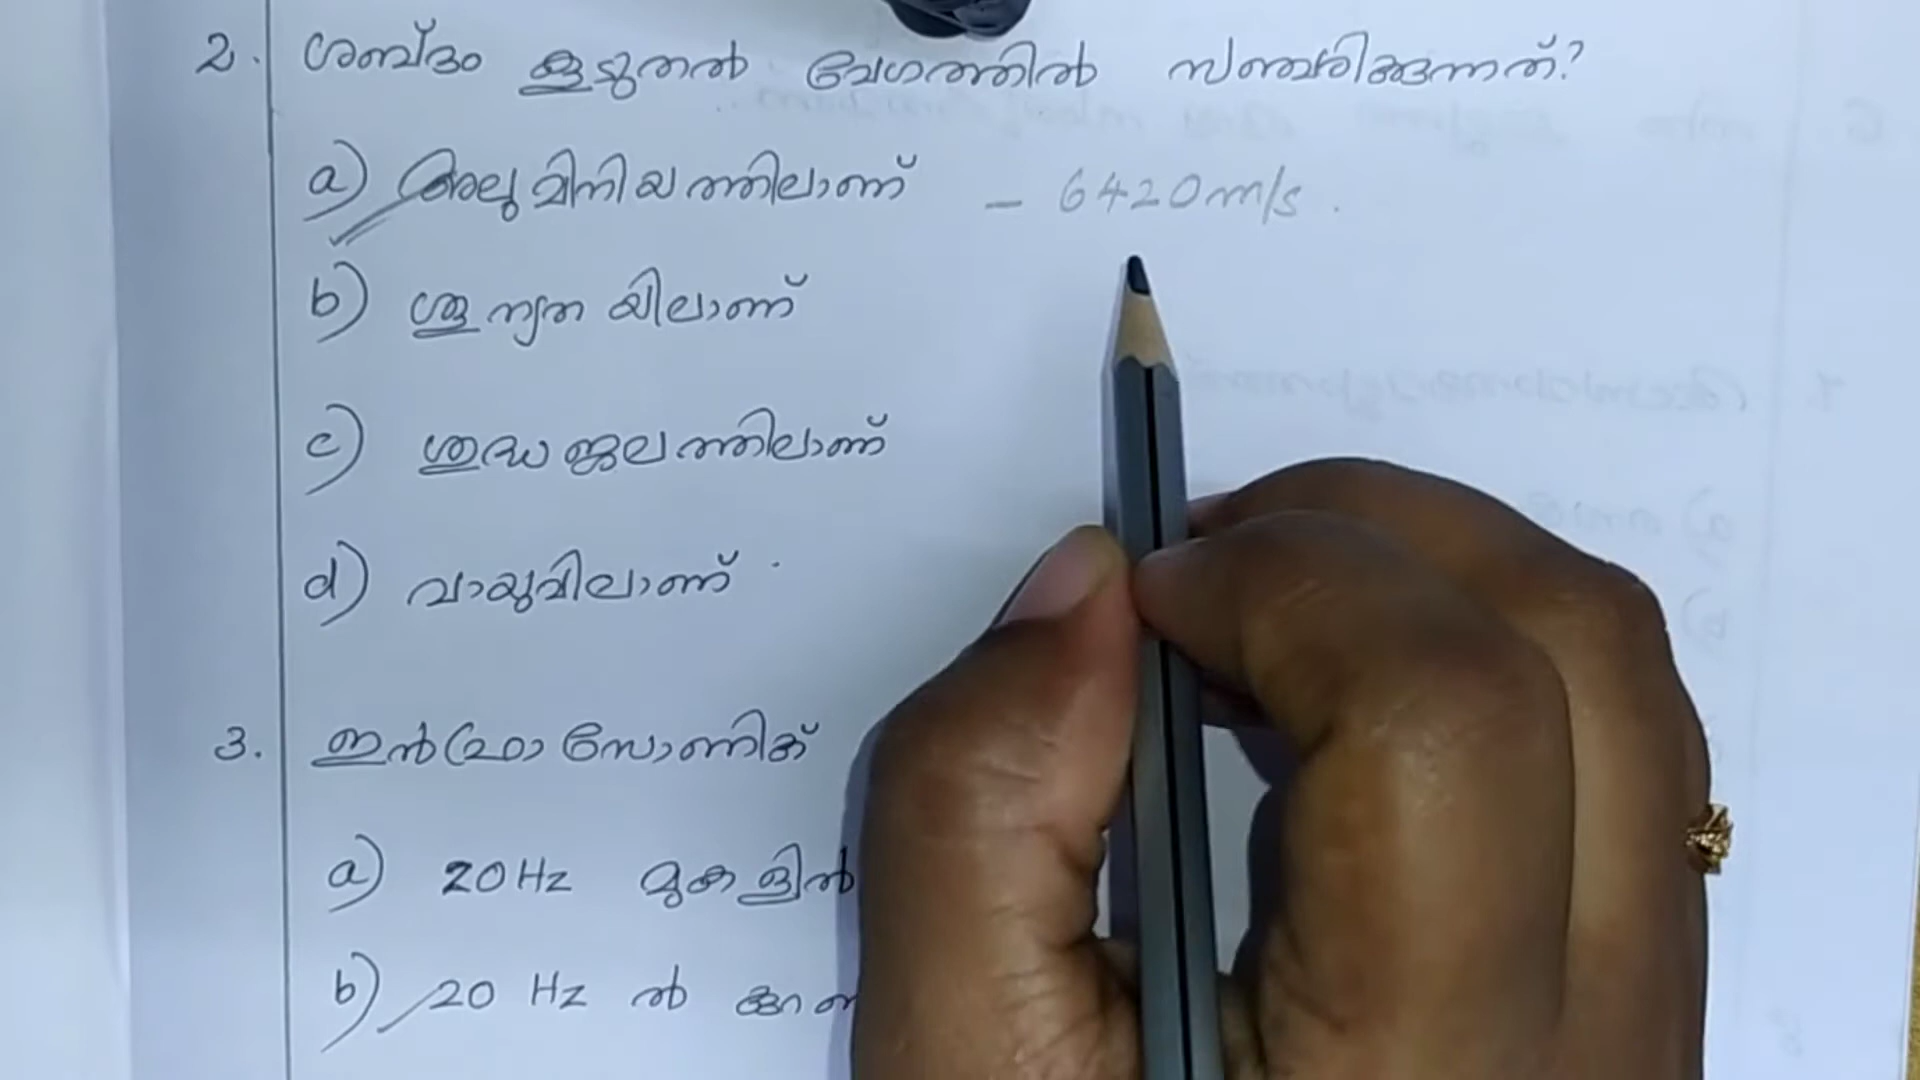 2. ശബ്ദം കൂടുതൽ വേഗത്തിൽ സഞ്ചരിക്കുന്നത്?
a) അലുമിനിയത്തിലാണ് - 6420m/s.
b) ശൂന്യതയിലാണ്
c) ശുദ്ധജലത്തിലാണ്
d) വായുവിലാണ്.
3. ഇൻഫ്രാസോണിക്
a) 20Hz മുകളിൽ
b) 20 Hz ൽ